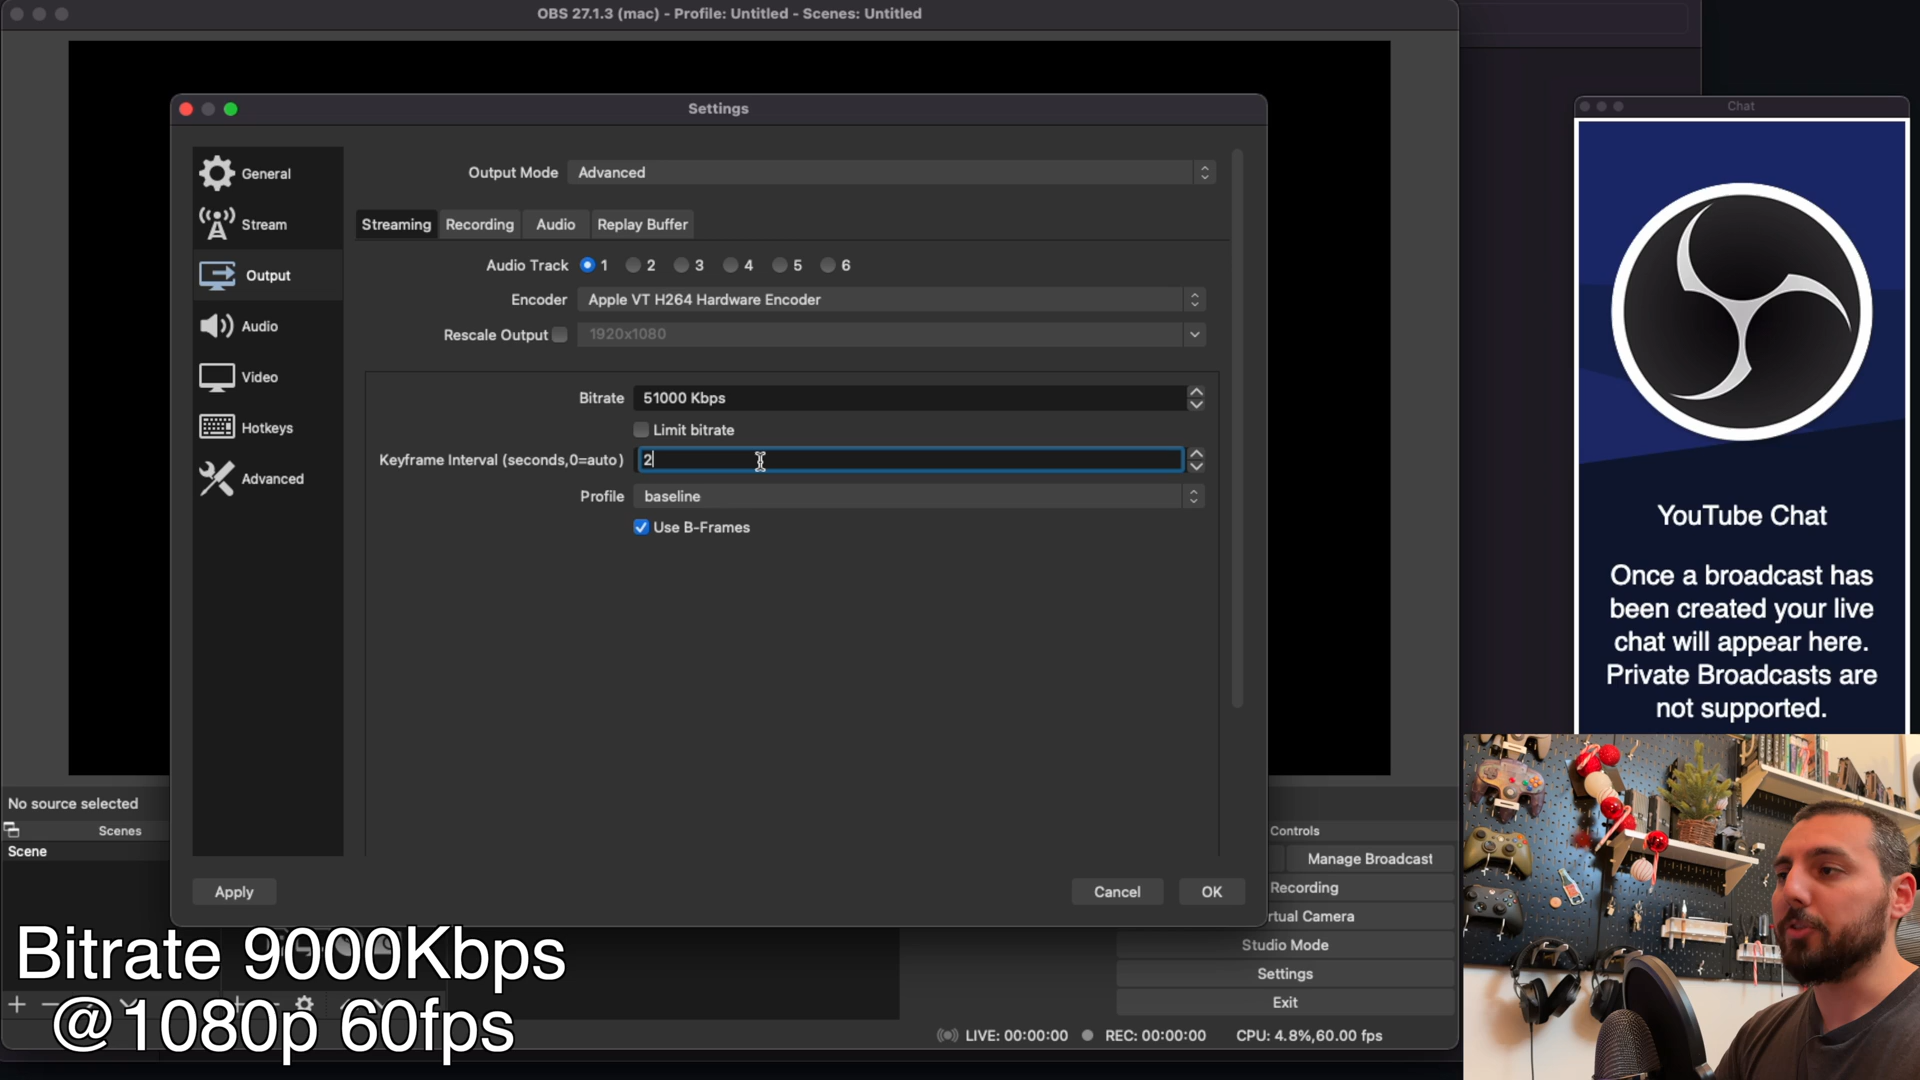 OBS 27.1.3 (mac) - Profile: Untitled - Scenes: Untitled
Settings
General
Stream
Output
Audio
Video
Hotkeys
Advanced
Output Mode Advanced
Streaming Recording Audio Replay Buffer
Audio Track 1 2 3 4 5 6
Encoder Apple VT H264 Hardware Encoder
Rescale Output 1920x1080
Bitrate 51000 Kbps
Limit bitrate
Keyframe Interval (seconds,0=auto) 2
Profile baseline
Use B-Frames
Apply
Cancel OK
Chat
YouTube Chat
Once a broadcast has
been created your live
chat will appear here.
Private Broadcasts are
not supported.
No source selected
Scenes
Scene
Controls
Manage Broadcast
Recording
rtual Camera
Studio Mode
Settings
Exit
LIVE: 00:00:00 REC: 00:00:00 CPU: 4.8%,60.00 fps
Bitrate 9000Kbps
@1080p 60fps